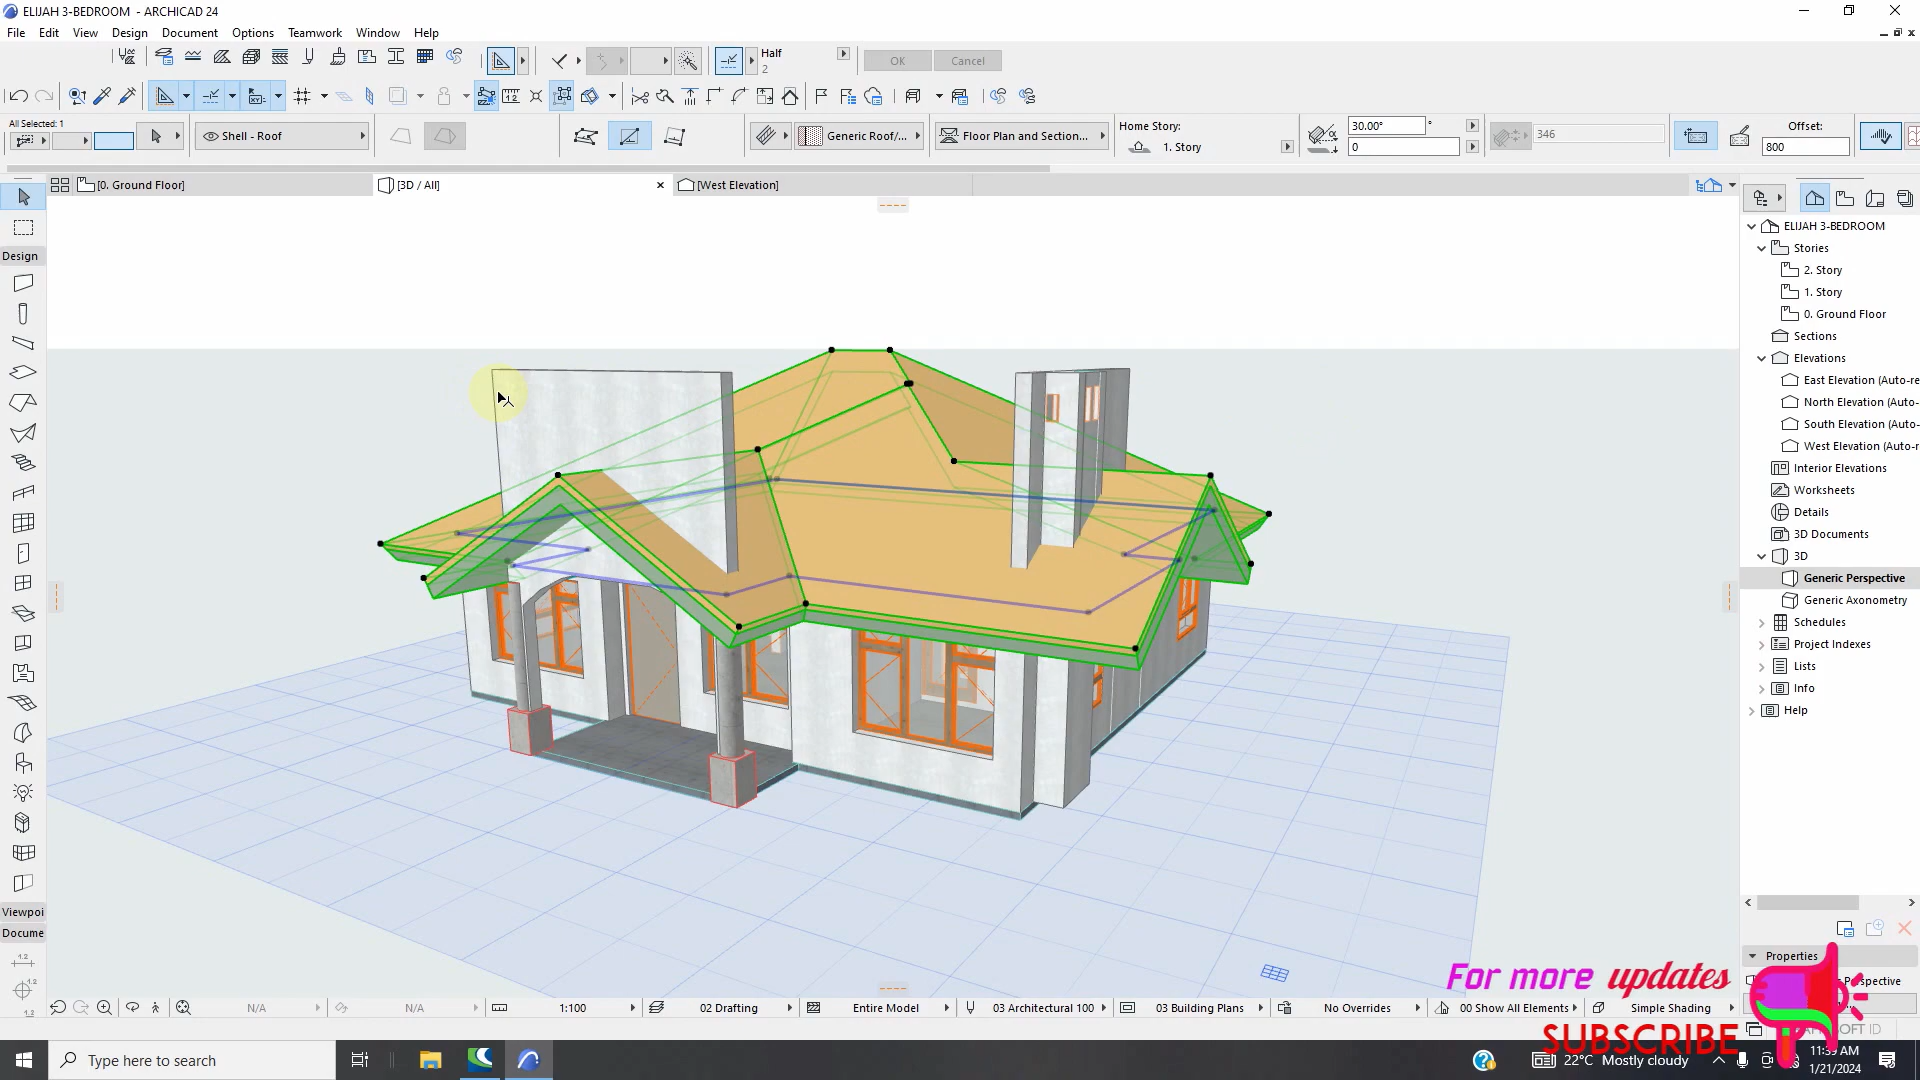 ELIJAH 3-BEDROOM - ARCHICAD 24
File Edit View Design Document Options Teamwork Window Help
Half
2
OK Cancel
All Selected: 1
Shell - Roof
Generic Roof/...
Floor Plan and Section...
Home Story:
1. Story
30.00° °
0
346
Offset:
800
[0. Ground Floor]
[3D / All]
[West Elevation]
Design
ELIJAH 3-BEDROOM
Stories
2. Story
1. Story
0. Ground Floor
Sections
Elevations
East Elevation (Auto-re
North Elevation (Auto-
South Elevation (Auto-
West Elevation (Auto-r
Interior Elevations
Worksheets
Details
3D Documents
3D
Generic Perspective
Generic Axonometry
Schedules
Project Indexes
Lists
Info
Help
Viewpoi
Docume
Properties
For more updates
SUBSCRIBE
N/A
N/A
1:100
02 Drafting
Entire Model
03 Architectural 100
03 Building Plans
No Overrides
00 Show All Elements
Simple Shading
Type here to search
22°C Mostly cloudy
11:39 AM
1/21/2024